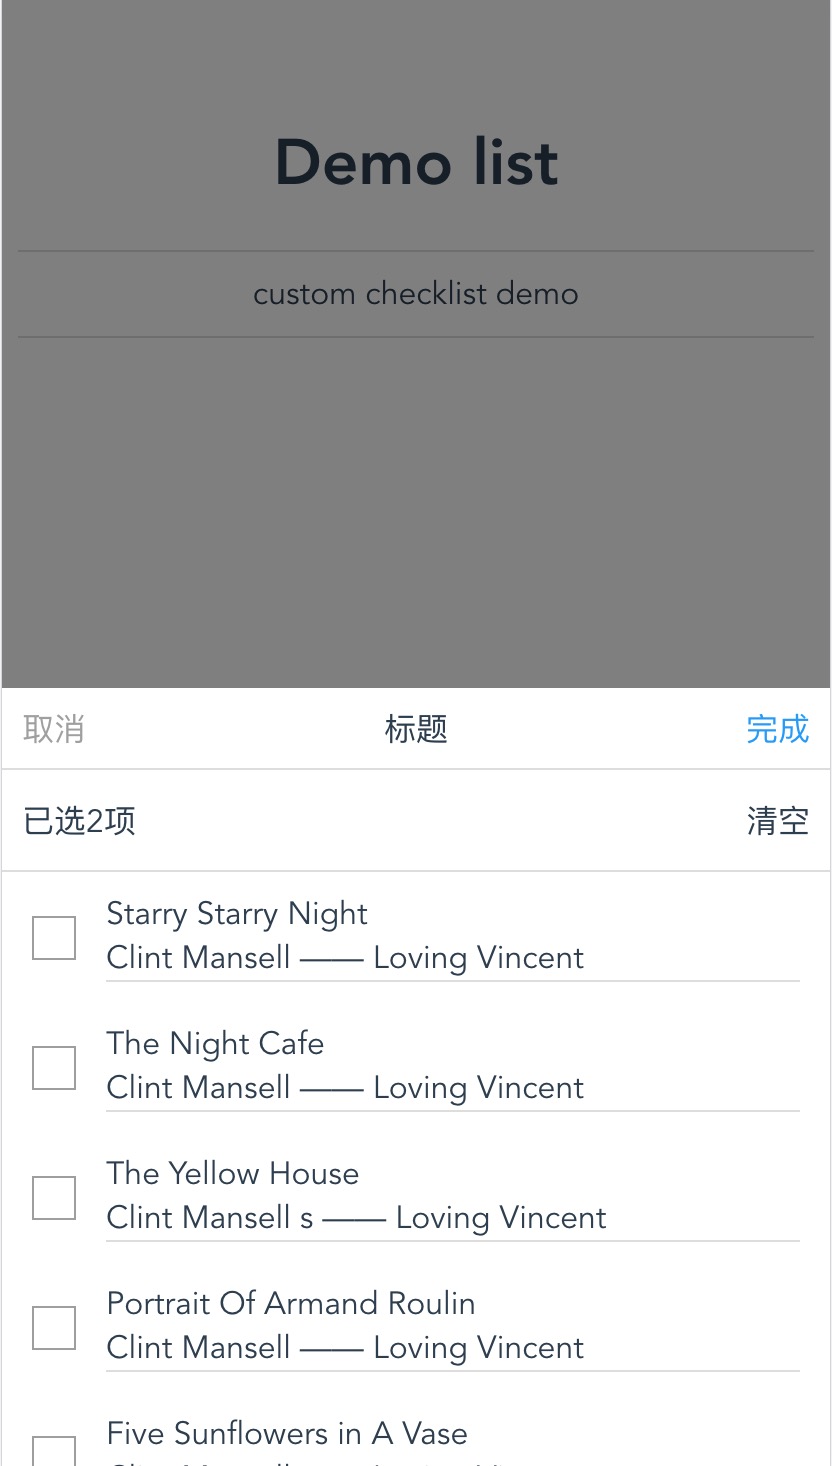 Demo list
custom checklist demo
取消 标题 完成
已选2项 清空
Starry Starry Night
Clint Mansell —— Loving Vincent
The Night Cafe
Clint Mansell —— Loving Vincent
The Yellow House
Clint Mansell s —— Loving Vincent
Portrait Of Armand Roulin
Clint Mansell —— Loving Vincent
Five Sunflowers in A Vase